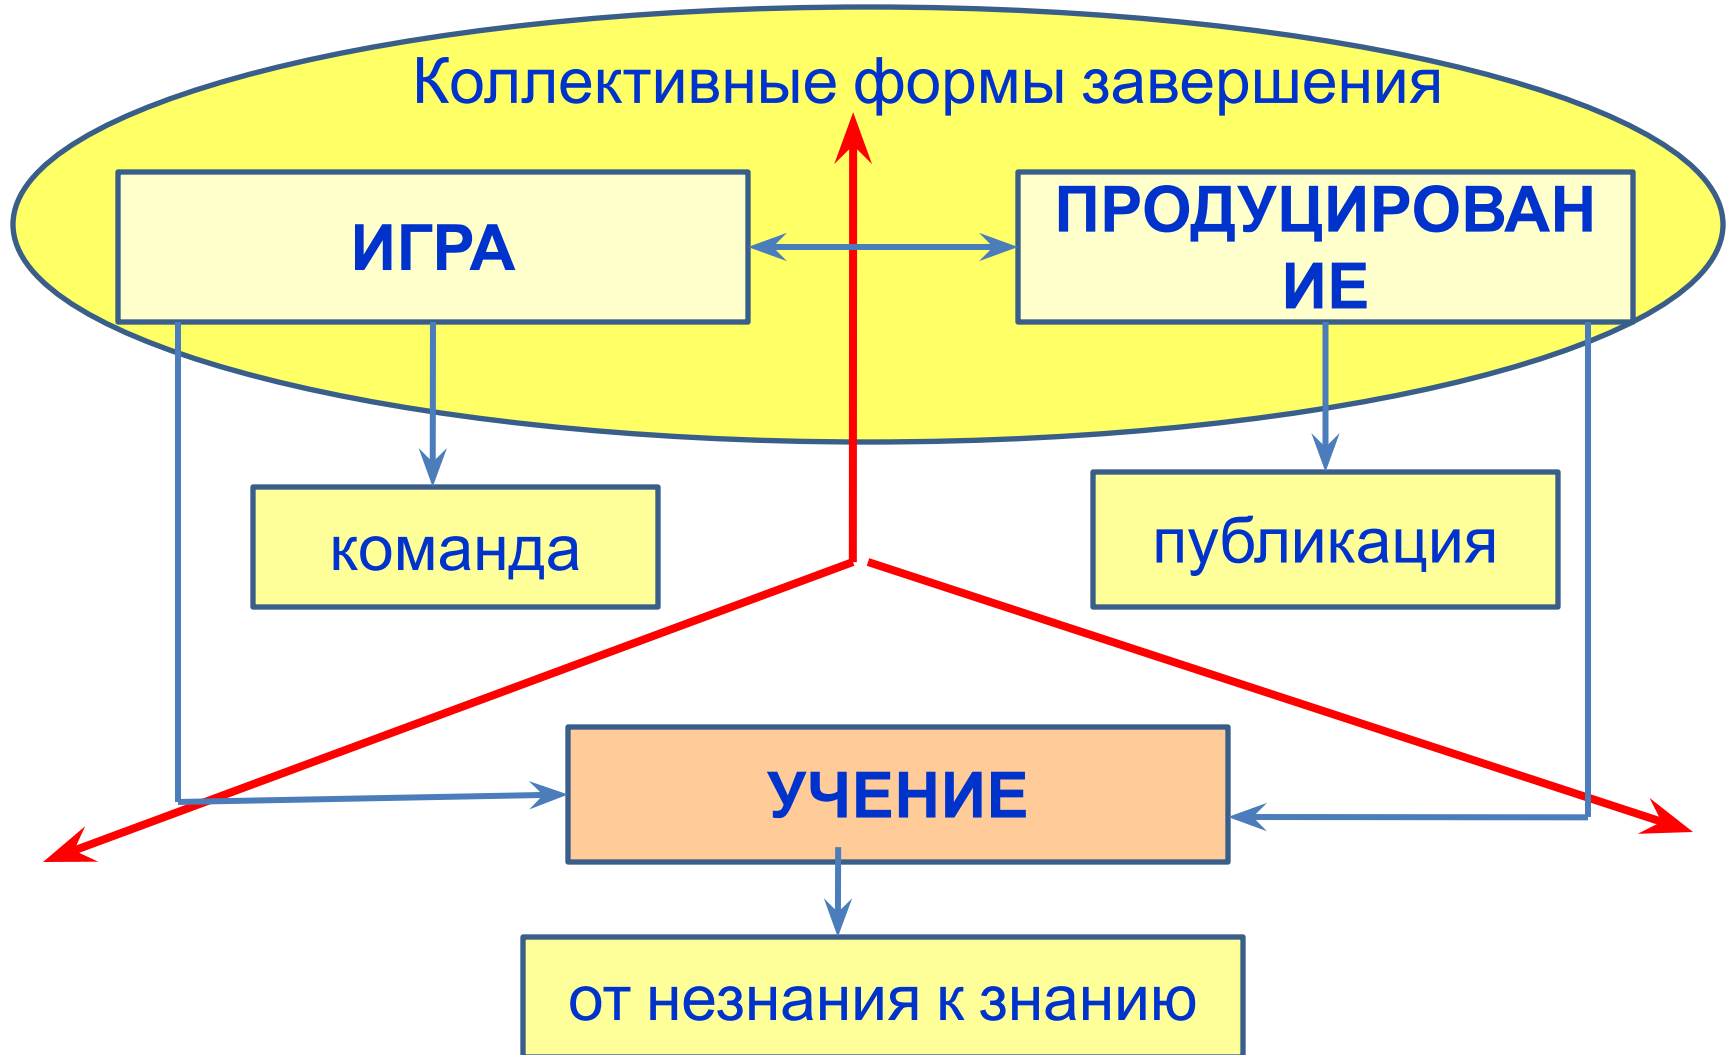 Коллективные формы завершения
ИГРА
ПРОДУЦИРОВАН
ИЕ
команда
публикация
УЧЕНИЕ
от незнания к знанию